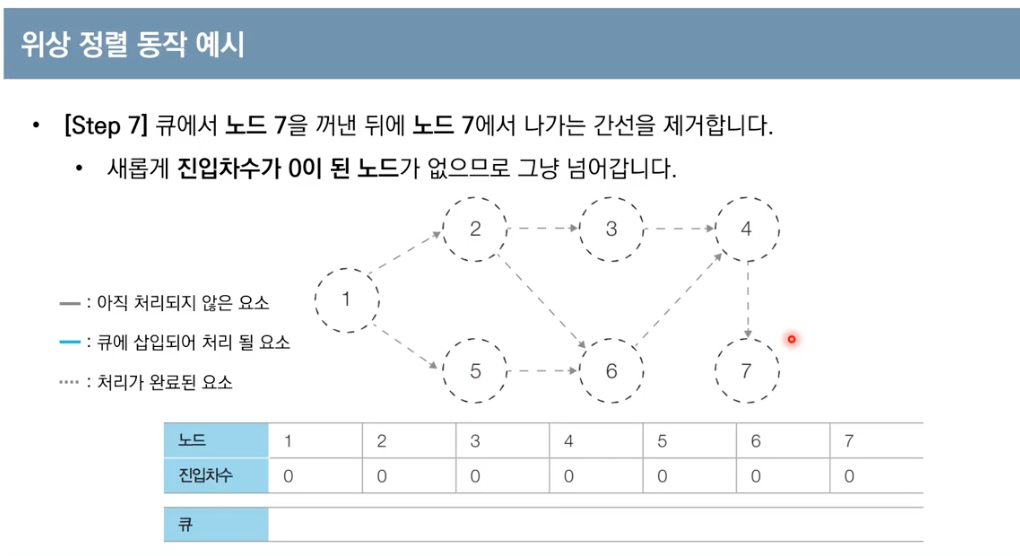 위상 정렬 동작 예시
• [Step 7] 큐에서 노드 7을 꺼낸 뒤에 노드 7에서 나가는 간선을 제거합니다.
• 새롭게 진입차수가 0이 된 노드가 없으므로 그냥 넘어갑니다.
2 3 4
1
5 6 7
: 아직 처리되지 않은 요소
: 큐에 삽입되어 처리 될 요소
: 처리가 완료된 요소
노드 1 2 3 4 5 6 7
진입차수 0 0 0 0 0 0 0
큐